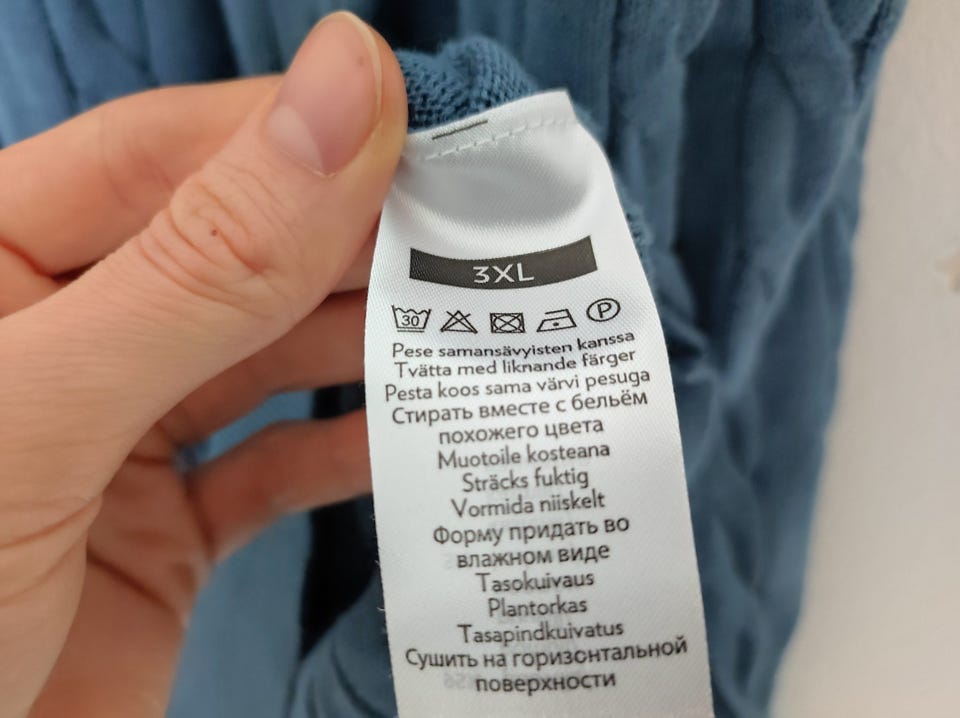 3XL
30 P
Pese samansävyisten kanssa
Tvätta med liknande färger
Pesta koos sama värvi pesuga
Стирать вместе с бельём
похожего цвета
Muotoile kosteana
Sträcks fuktig
Vormida niiskelt
Форму придать во
влажном виде
Tasokuivaus
Plantorkas
Tasapindkuivatus
Сушить на горизонтальной
поверхности